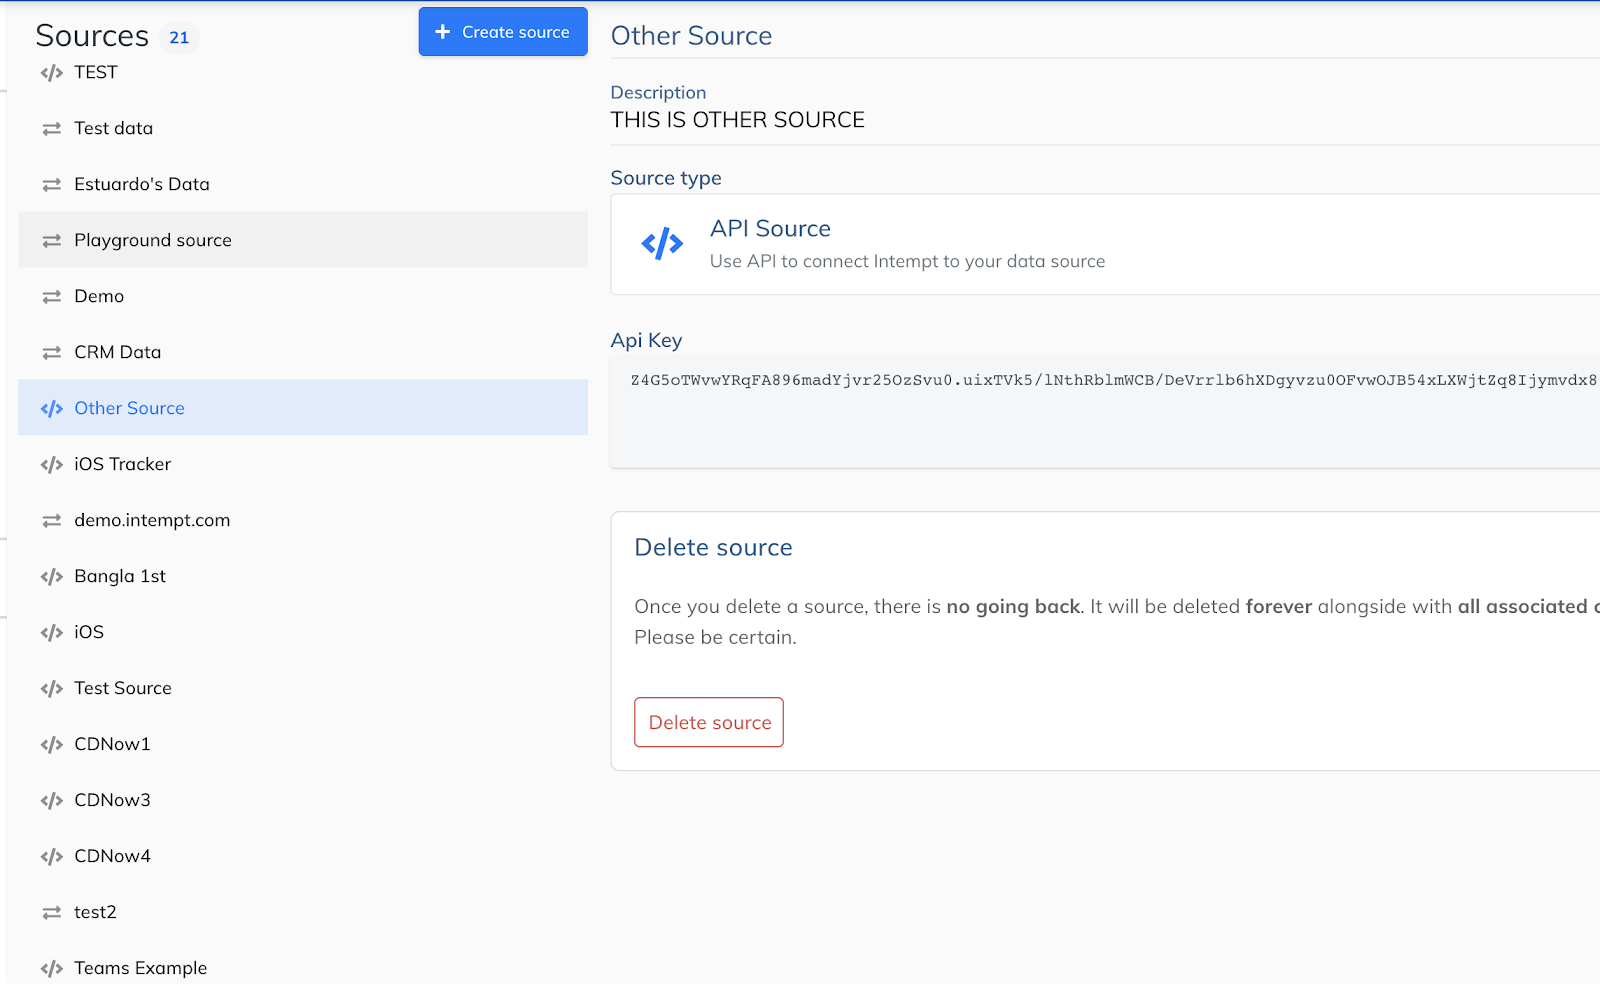 Sources 21
+ Create source
TEST
Test data
Estuardo's Data
Playground source
Demo
CRM Data
Other Source
iOS Tracker
demo.intempt.com
Bangla 1st
iOS
Test Source
CDNow1
CDNow3
CDNow4
test2
Teams Example
Other Source
Description
THIS IS OTHER SOURCE
Source type
API Source
Use API to connect Intempt to your data source
Api Key
Z4G5oTWvwYRqFA896madYjvr25OzSvu0.uixTVk5/lNthRblmWCB/DeVrrlb6hXDgyvzu0OFvwOJB54xLXWjtZq8Ijymvdx8
Delete source
Once you delete a source, there is no going back. It will be deleted forever alongside with all associated
Please be certain.
Delete source